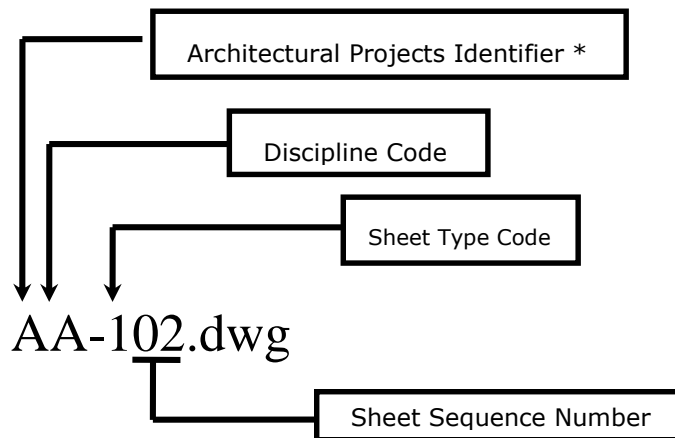 Architectural Projects Identifier *
Discipline Code
Sheet Type Code
AA-102.dwg
Sheet Sequence Number